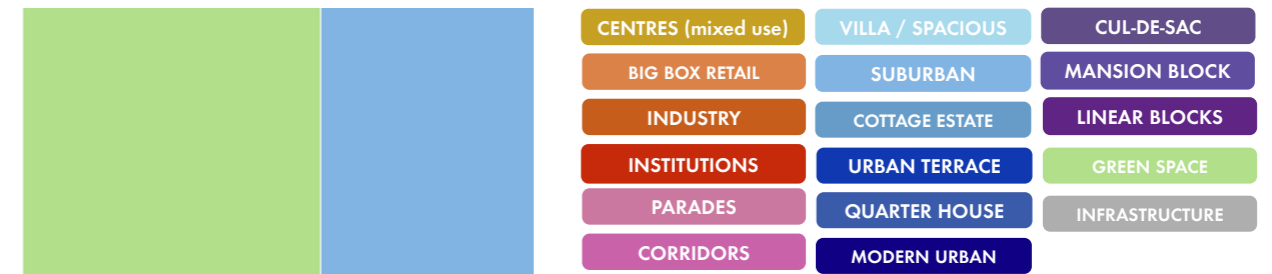 CENTRES (mixed use)
BIG BOX RETAIL
INDUSTRY
INSTITUTIONS
PARADES
CORRIDORS
VILLA / SPACIOUS
SUBURBAN
COTTAGE ESTATE
URBAN TERRACE
QUARTER HOUSE
MODERN URBAN
CUL-DE-SAC
MANSION BLOCK
LINEAR BLOCKS
GREEN SPACE
INFRASTRUCTURE